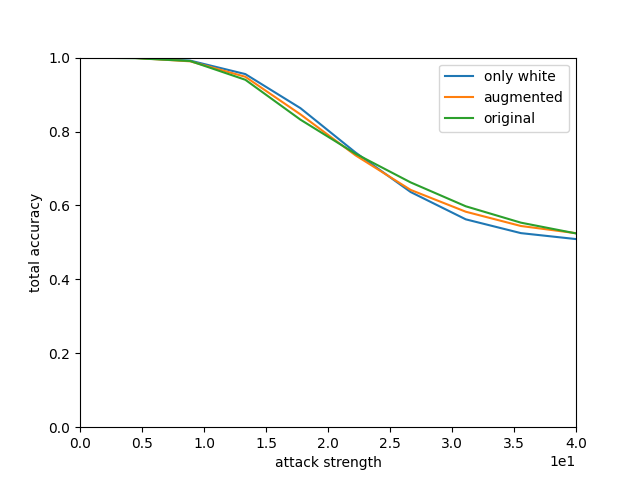 only white
augmented
original
total accuracy
1.0
0.8
0.6
0.4
0.2
0.0
0.0 0.5 1.0 1.5 2.0 2.5 3.0 3.5 4.0
attack strength
1e1